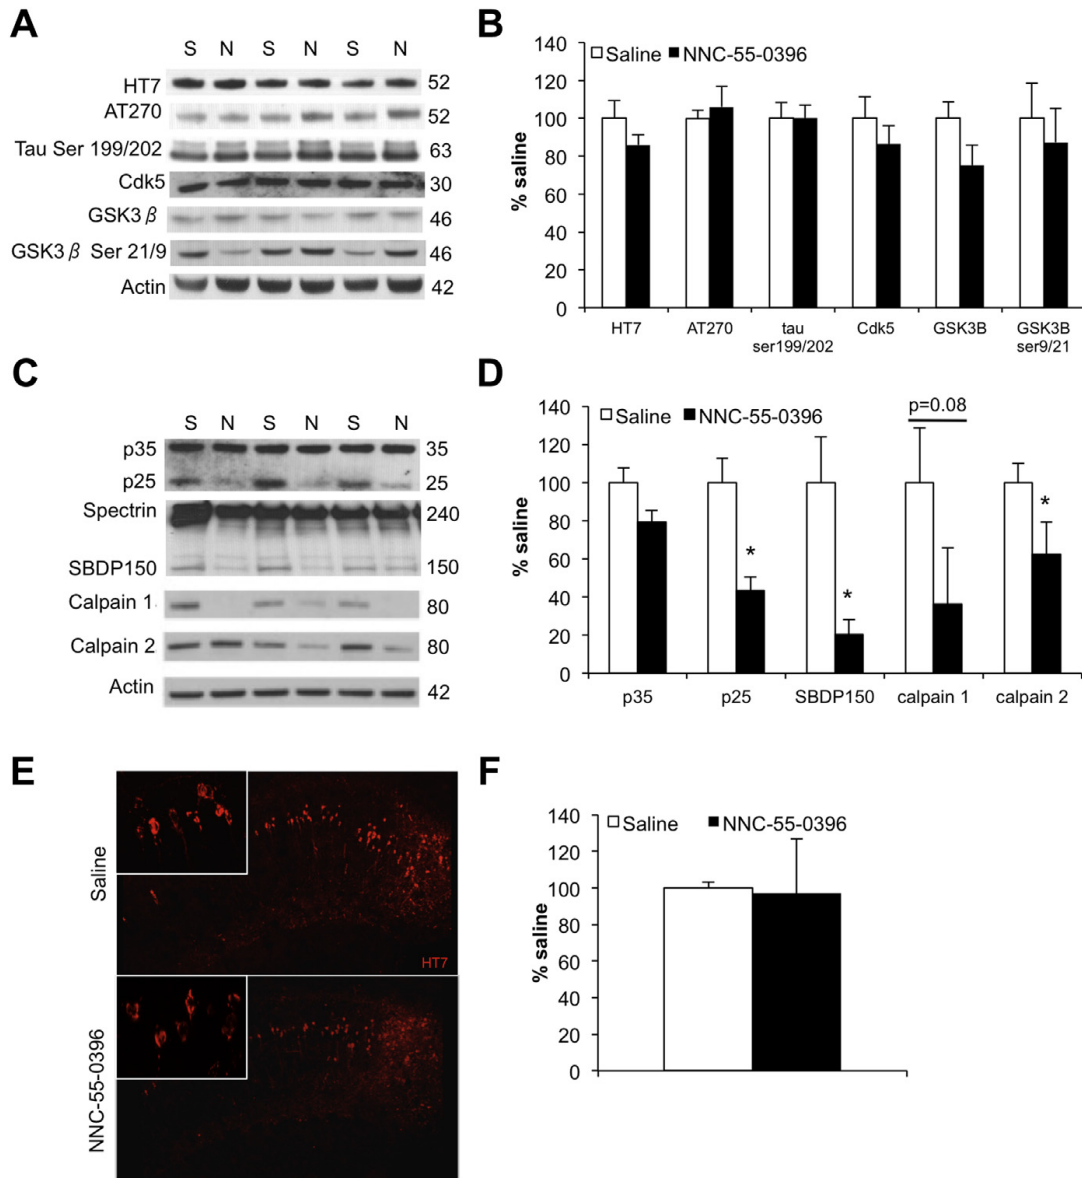 A
S N S N S N
HT7 52
AT270 52
Tau Ser 199/202 63
Cdk5 30
GSK3β 46
GSK3β Ser 21/9 46
Actin 42
B
% saline
140
120
100
80
60
40
20
0
Saline NNC-55-0396
HT7 AT270 tau Cdk5 GSK3B GSK3B
ser199/202 ser9/21
C
S N S N S N
p35 35
p25 25
Spectrin 240
SBDP150 150
Calpain 1 80
Calpain 2 80
Actin 42
D
% saline
140
120
100
80
60
40
20
0
Saline NNC-55-0396
p=0.08
*
*
*
p35 p25 SBDP150 calpain 1 calpain 2
E
Saline
HT7
NNC-55-0396
F
% saline
140
120
100
80
60
40
20
0
Saline NNC-55-0396